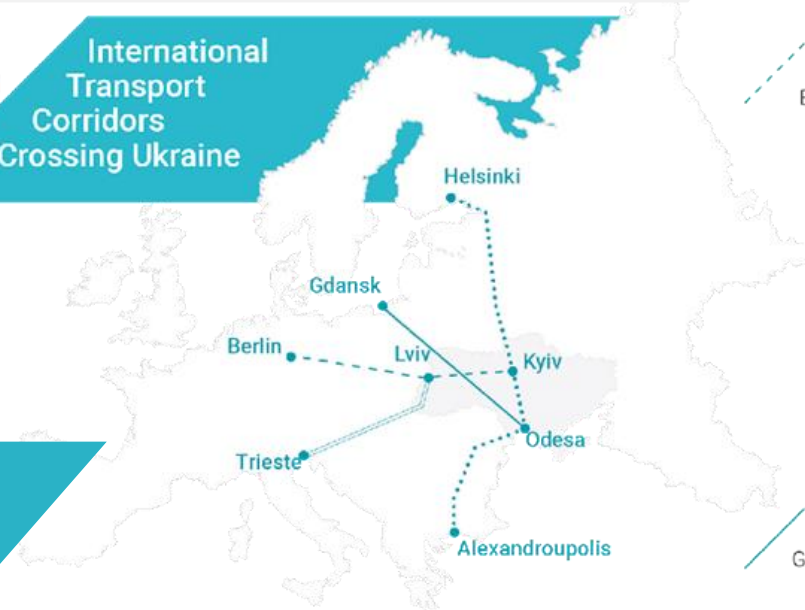 International
Transport
Corridors
Crossing Ukraine
Helsinki
Gdansk
Berlin
Lviv
Kyiv
Odesa
Trieste
Alexandroupolis